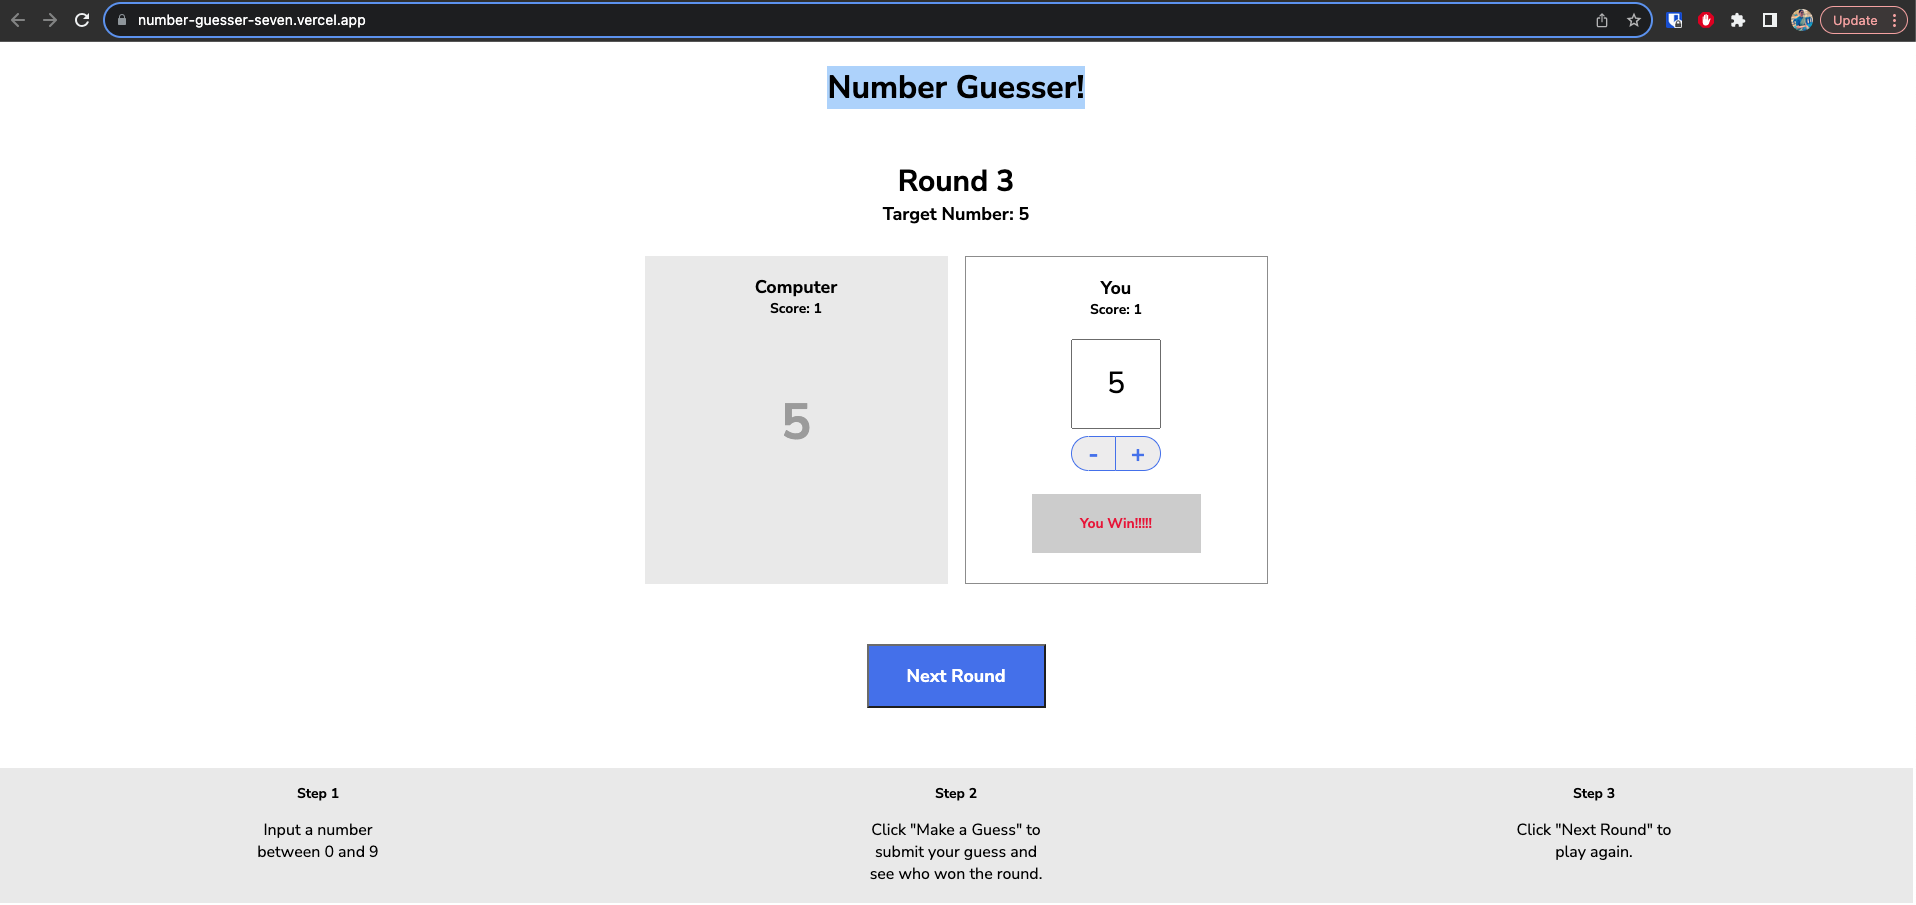 number-guesser-seven.vercel.app
Update
Number Guesser!
Round 3
Target Number: 5
Computer
Score: 1
5
You
Score: 1
5
- +
You Win!!!!!
Next Round
Step 1
Input a number
between 0 and 9
Step 2
Click "Make a Guess" to
submit your guess and
see who won the round.
Step 3
Click "Next Round" to
play again.